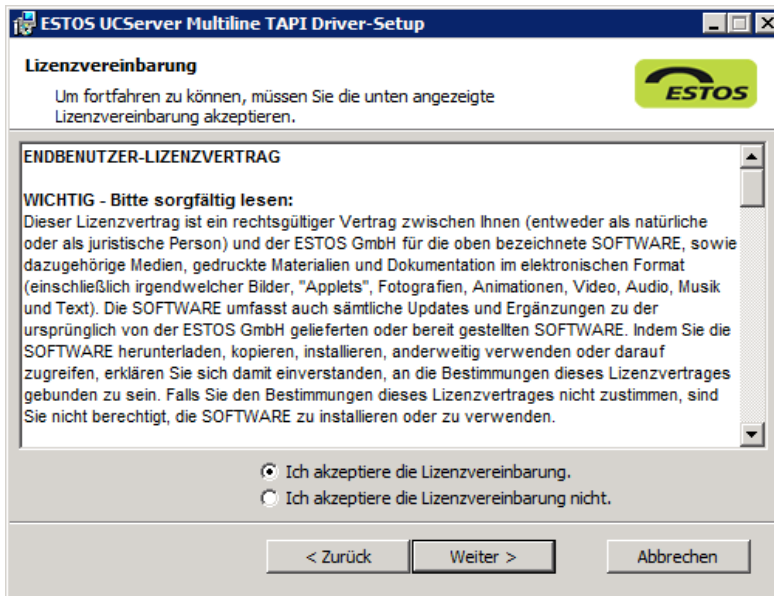 ESTOS UCServer Multiline TAPI Driver-Setup
Lizenzvereinbarung
Um fortfahren zu können, müssen Sie die unten angezeigte
Lizenzvereinbarung akzeptieren.
ESTOS
ENDBENUTZER-LIZENZVERTRAG
WICHTIG - Bitte sorgfältig lesen:
Dieser Lizenzvertrag ist ein rechtsgültiger Vertrag zwischen Ihnen (entweder als natürliche
oder als juristische Person) und der ESTOS GmbH für die oben bezeichnete SOFTWARE, sowie
dazugehörige Medien, gedruckte Materialien und Dokumentation im elektronischen Format
(einschließlich irgendwelcher Bilder, "Applets", Fotografien, Animationen, Video, Audio, Musik
und Text). Die SOFTWARE umfasst auch sämtliche Updates und Ergänzungen zu der
ursprünglich von der ESTOS GmbH gelieferten oder bereit gestellten SOFTWARE. Indem Sie die
SOFTWARE herunterladen, kopieren, installieren, anderweitig verwenden oder darauf
zugreifen, erklären Sie sich damit einverstanden, an die Bestimmungen dieses Lizenzvertrages
gebunden zu sein. Falls Sie den Bestimmungen dieses Lizenzvertrages nicht zustimmen, sind
Sie nicht berechtigt, die SOFTWARE zu installieren oder zu verwenden.
Ich akzeptiere die Lizenzvereinbarung.
Ich akzeptiere die Lizenzvereinbarung nicht.
< Zurück Weiter > Abbrechen